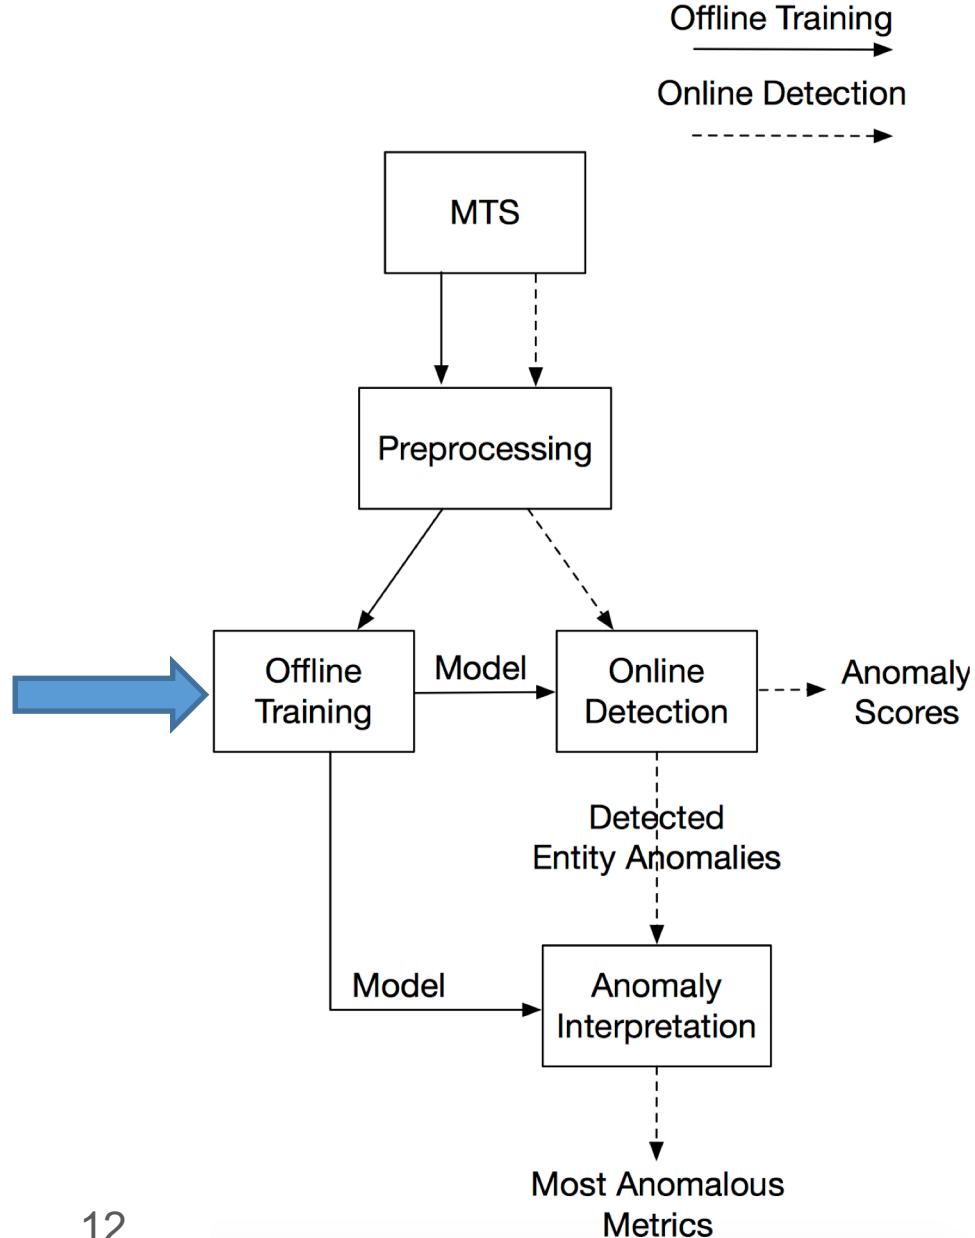 Offline Training
Online Detection
MTS
Preprocessing
Offline
Training
Model
Online
Detection
Anomaly
Scores
Detected
Entity Anomalies
Model
Anomaly
Interpretation
Most Anomalous
Metrics
12